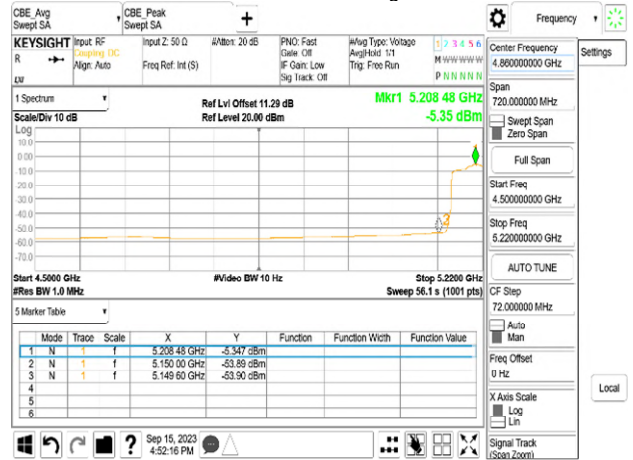 CBE_Avg
Swept SA
CBE_Peak
Swept SA
Frequency
KEYSIGHT
R
LXI
Input: RF
Coupling: DC
Align: Auto
Input Z: 50 Ω
Freq Ref: Int (S)
#Atten: 20 dB
PNO: Fast
Gate: Off
IF Gain: Low
Sig Track: Off
#Avg Type: Voltage
Avg|Hold: 1/1
Trig: Free Run
1 2 3 4 5 6
M W W W W W
P N N N N N
Center Frequency
4.860000000 GHz
Settings
Span
720.000000 MHz
Swept Span
Zero Span
Full Span
Start Freq
4.500000000 GHz
Stop Freq
5.220000000 GHz
AUTO TUNE
CF Step
72.000000 MHz
Auto
Man
Freq Offset
0 Hz
X Axis Scale
Log
Lin
Signal Track
(Span Zoom)
Local
1 Spectrum
Scale/Div 10 dB
Ref Lvl Offset 11.29 dB
Ref Level 20.00 dBm
Mkr1 5.208 48 GHz
-5.35 dBm
Log
10.0
0.00
-10.0
-20.0
-30.0
-40.0
-50.0
-60.0
-70.0
3
Start 4.5000 GHz
#Res BW 1.0 MHz
#Video BW 10 Hz
Stop 5.2200 GHz
Sweep 56.1 s (1001 pts)
5 Marker Table
Mode Trace Scale X Y Function Function Width Function Value
1 N 1 f 5.208 48 GHz -5.347 dBm
2 N 1 f 5.150 00 GHz -53.89 dBm
3 N 1 f 5.149 60 GHz -53.90 dBm
4
5
6
?
Sep 15, 2023
4:52:16 PM